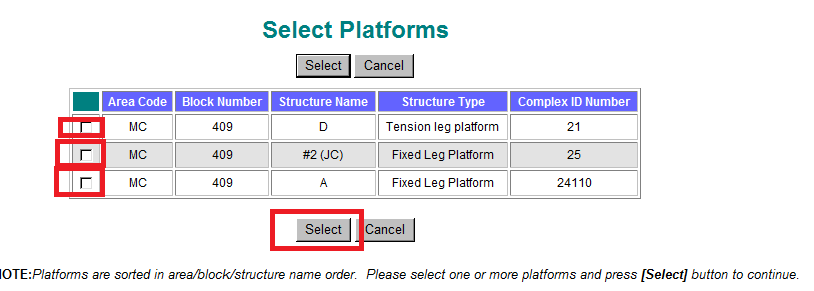 Select Platforms
Select Cancel
Area Code Block Number Structure Name Structure Type Complex ID Number
MC 409 D Tension leg platform 21
MC 409 #2 (JC) Fixed Leg Platform 25
MC 409 A Fixed Leg Platform 24110
Select Cancel
OTE:Platforms are sorted in area/block/structure name order. Please select one or more platforms and press [Select] button to continue.